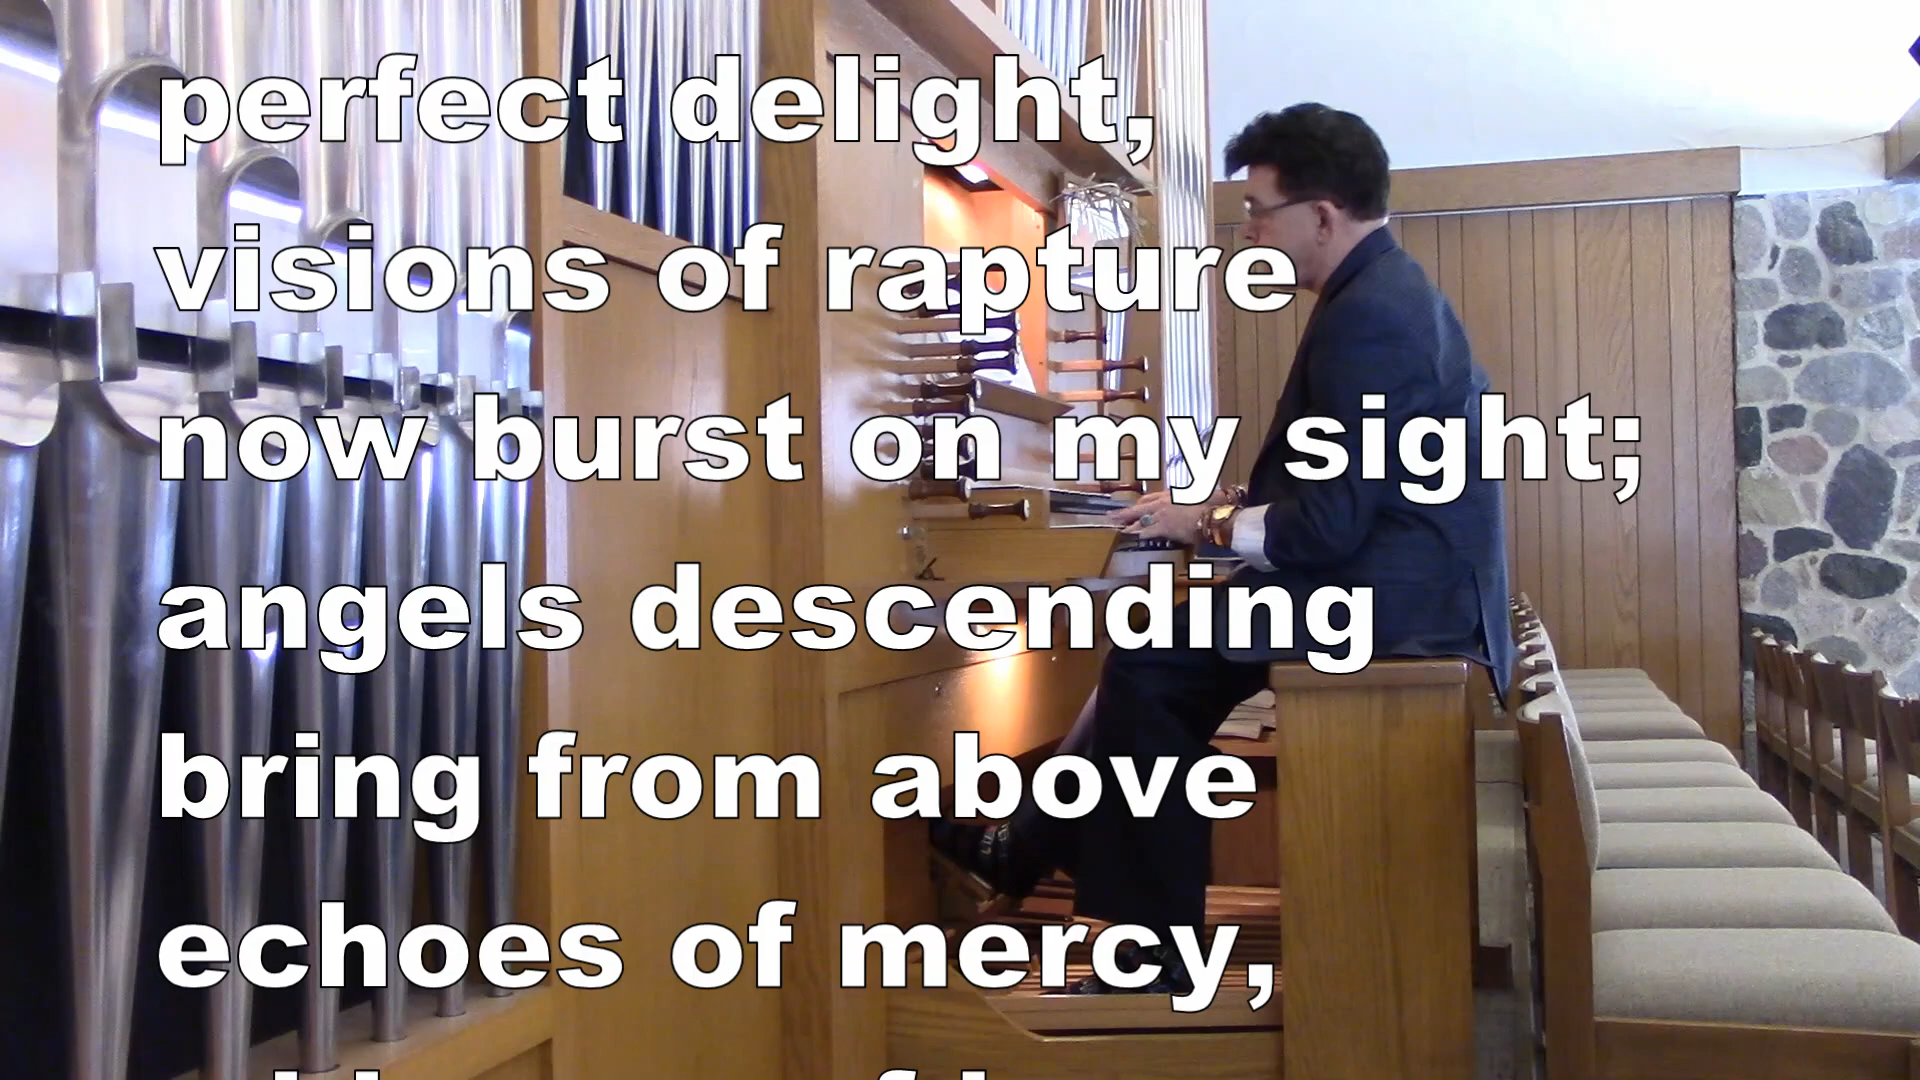 perfect delight,
visions of rapture
now burst on my sight;
angels descending
bring from above
echoes of mercy,